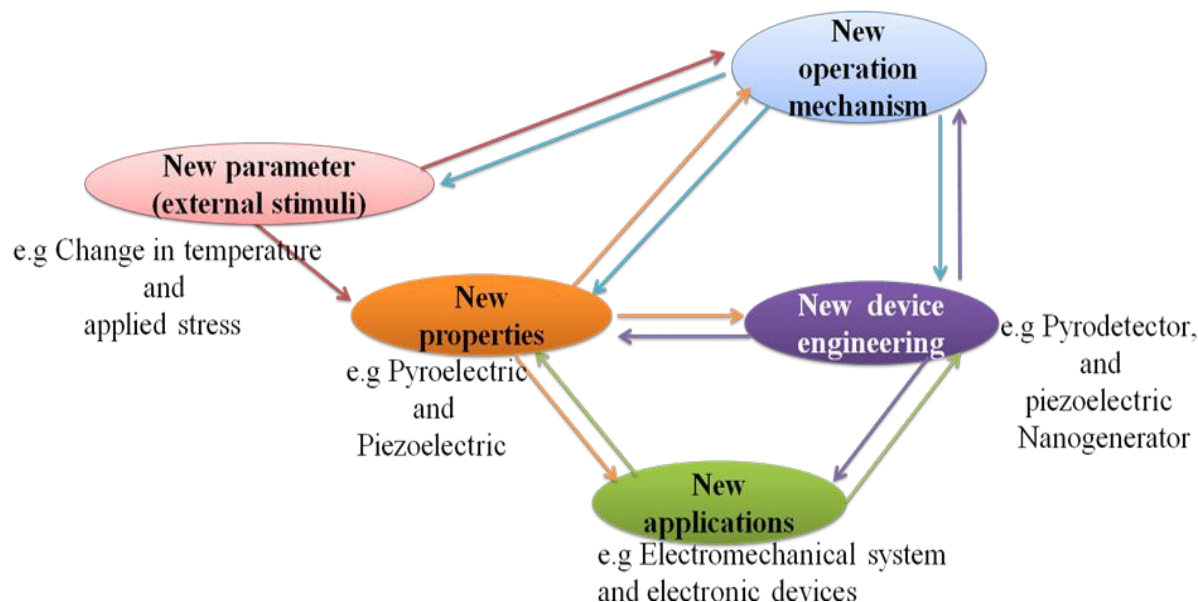 New
operation
mechanism
New parameter
(external stimuli)
e.g Change in temperature
and
applied stress
New
properties
e.g Pyroelectric
and
Piezoelectric
New device
engineering
e.g Pyrodetector,
and
piezoelectric
Nanogenerator
New
applications
e.g Electromechanical system
and electronic devices